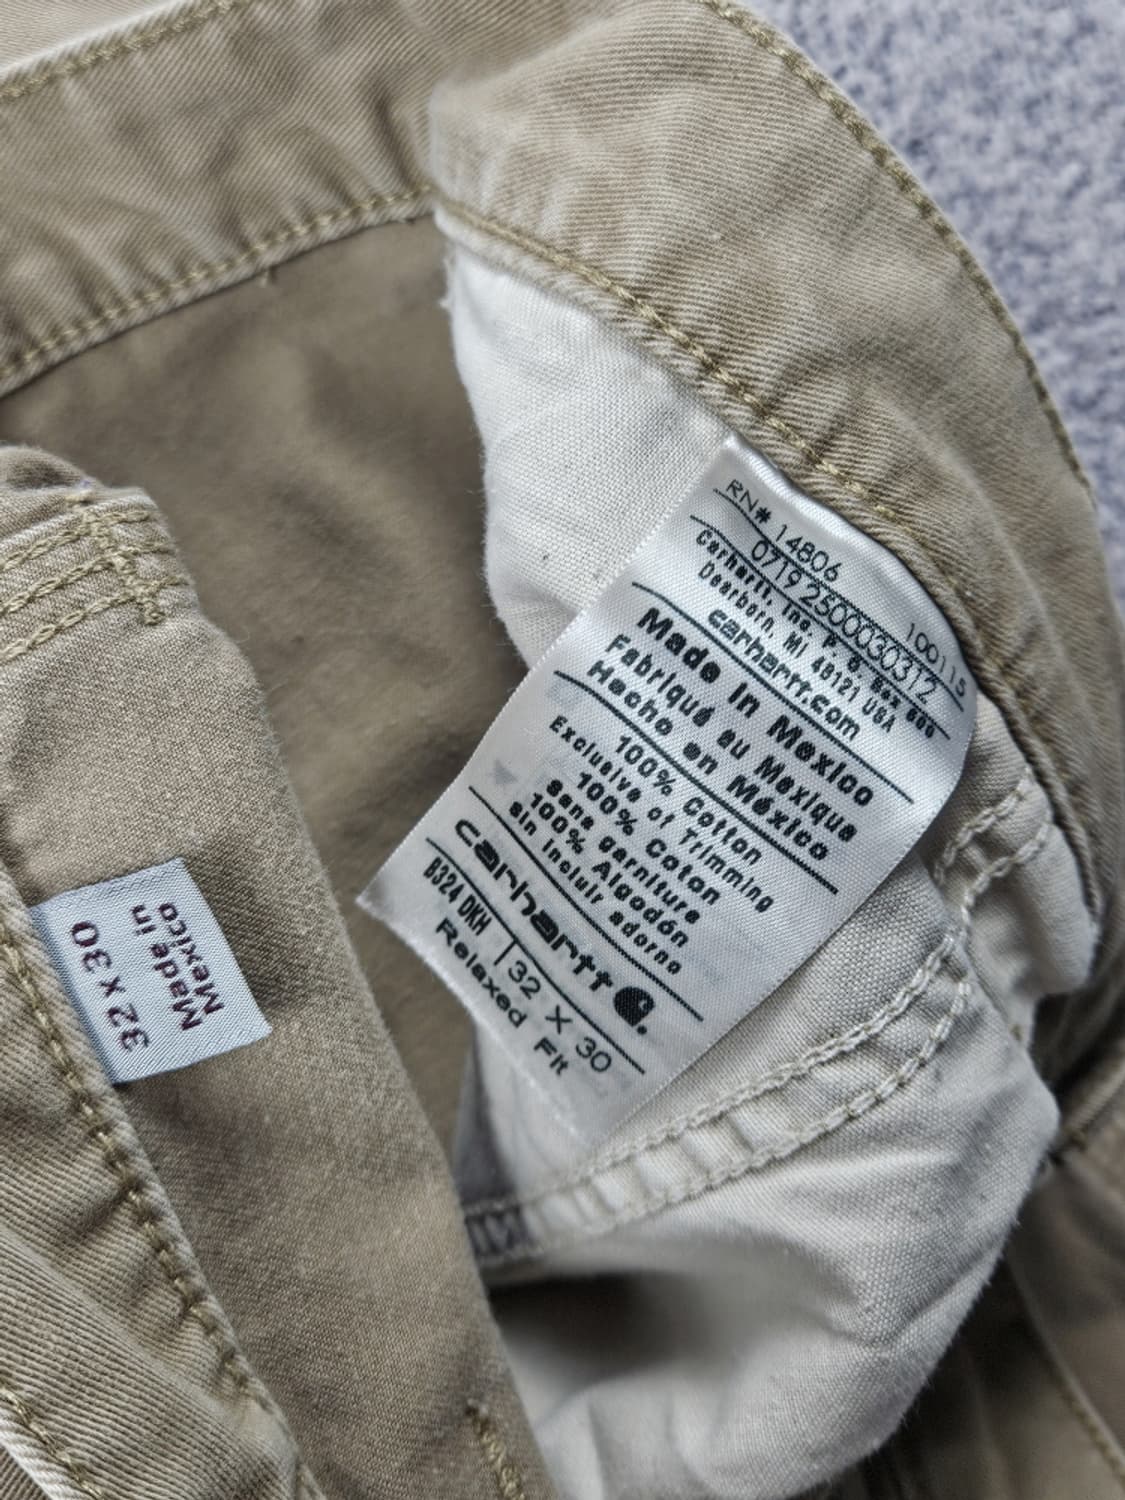 RN# 14806 100115
0719 2500030312
Carhartt, Inc. P. O. Box 600
Dearborn, MI 48121 USA
carhartt.com
Made in Mexico
Fabriqué au Mexique
Hecho en México
100% Cotton
Exclusive of Trimming
100% Coton
Sans garniture
100% Algodón
sin incluir adorno
carhartt
B324 DKH 32 X 30
Relaxed Fit
32 x 30
Made in
Mexico